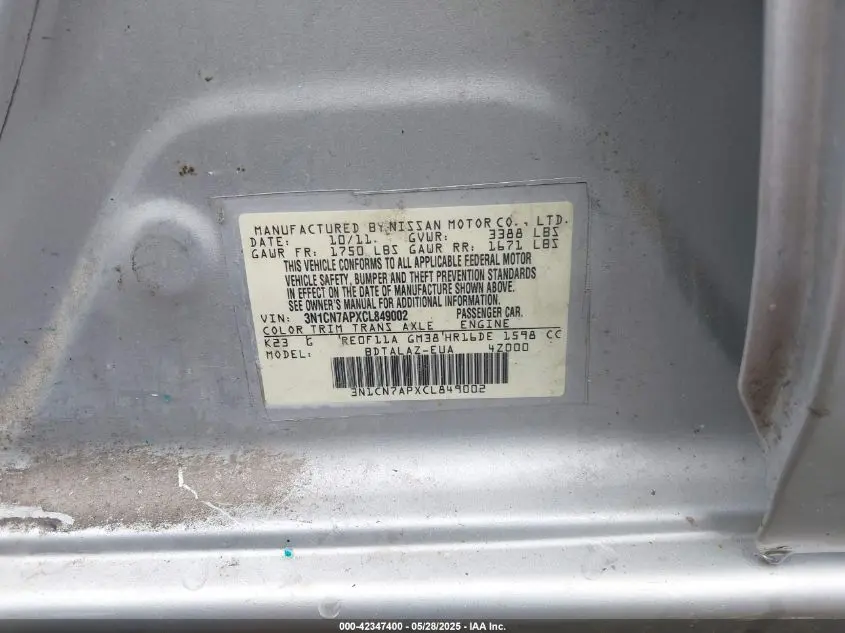 MANUFACTURED BY NISSAN MOTOR CO., LTD.
DATE: 10/11. GVWR: 3388 LBS
GAWR FR: 1750 LBS GAWR RR: 1671 LBS
THIS VEHICLE CONFORMS TO ALL APPLICABLE FEDERAL MOTOR
VEHICLE SAFETY, BUMPER AND THEFT PREVENTION STANDARDS
IN EFFECT ON THE DATE OF MANUFACTURE SHOWN ABOVE.
SEE OWNER'S MANUAL FOR ADDITIONAL INFORMATION.
VIN: 3N1CN7APXCL849002 PASSENGER CAR.
COLOR TRIM TRANS AXLE ENGINE
K23 G RE0F11A GM38 HR16DE 1598 CC
MODEL: BDTALAZ-EUA 4Z000
3N1CN7APXCL849002
000-42347400 - 05/28/2025 - IAA Inc.